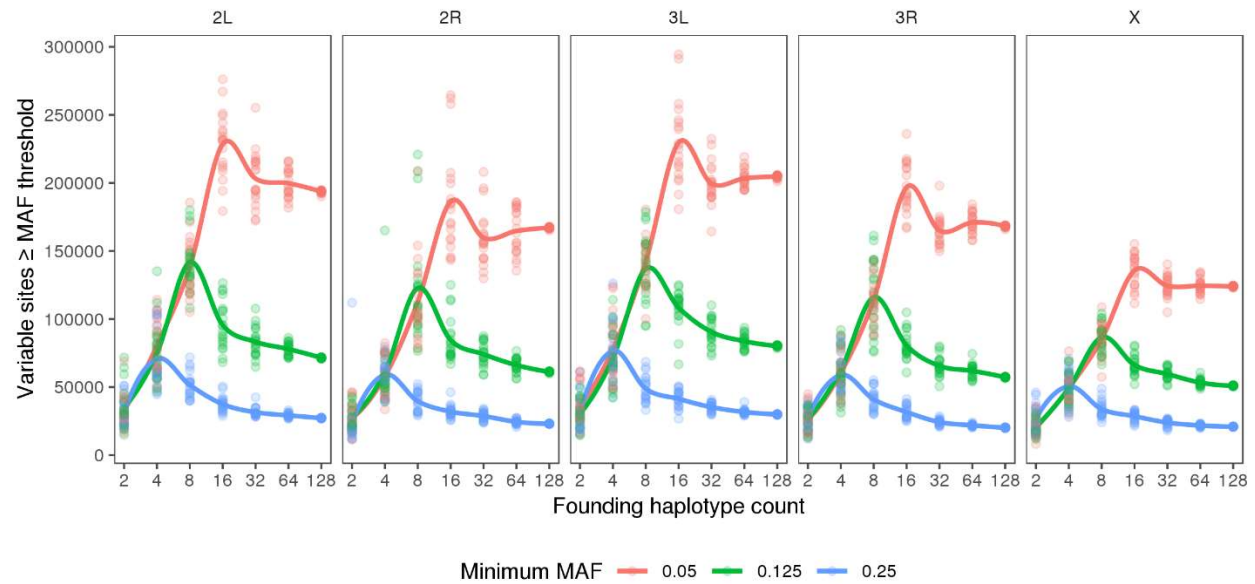 2L 2R 3L 3R X
Variable sites ≥ MAF threshold
300000
250000
200000
150000
100000
50000
0
2 4 8 16 32 64 128 2 4 8 16 32 64 128 2 4 8 16 32 64 128 2 4 8 16 32 64 128 2 4 8 16 32 64 128
Founding haplotype count
Minimum MAF 0.05 0.125 0.25